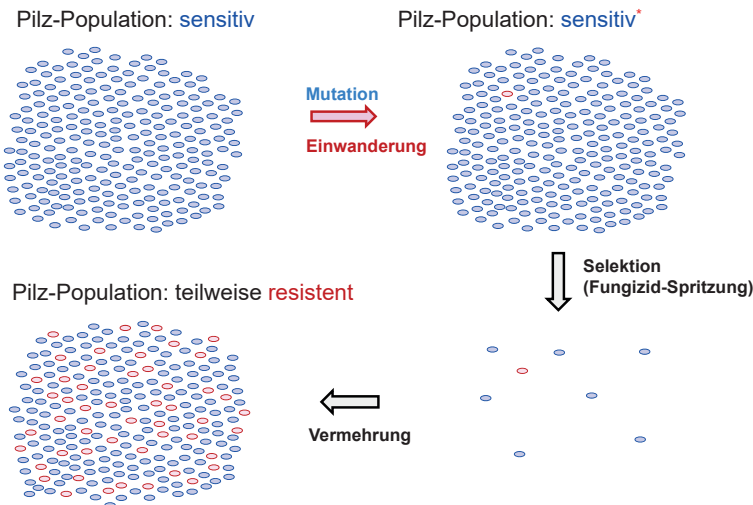 Pilz-Population: sensitiv
Pilz-Population: sensitiv*
Mutation
Einwanderung
Selektion
(Fungizid-Spritzung)
Pilz-Population: teilweise resistent
Vermehrung